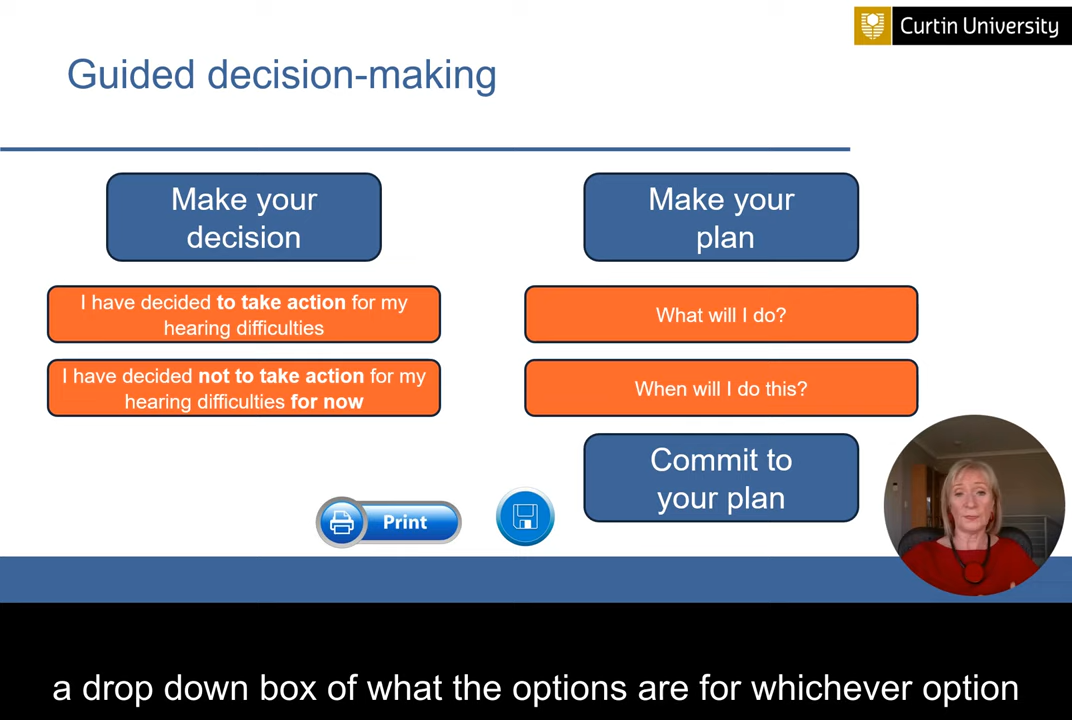 Curtin University
Guided decision-making
Make your
decision
I have decided to take action for my
hearing difficulties
I have decided not to take action for my
hearing difficulties for now
Make your
plan
What will I do?
When will I do this?
Commit to
your plan
Print
a drop down box of what the options are for whichever option